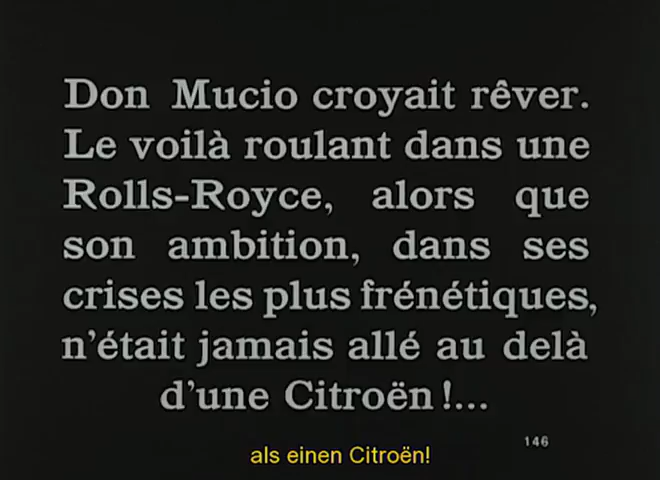 Don Mucio croyait rêver.
Le voilà roulant dans une
Rolls-Royce, alors que
son ambition, dans ses
crises les plus frénétiques,
n'était jamais allé au delà
d'une Citroën !...
146
als einen Citroën!